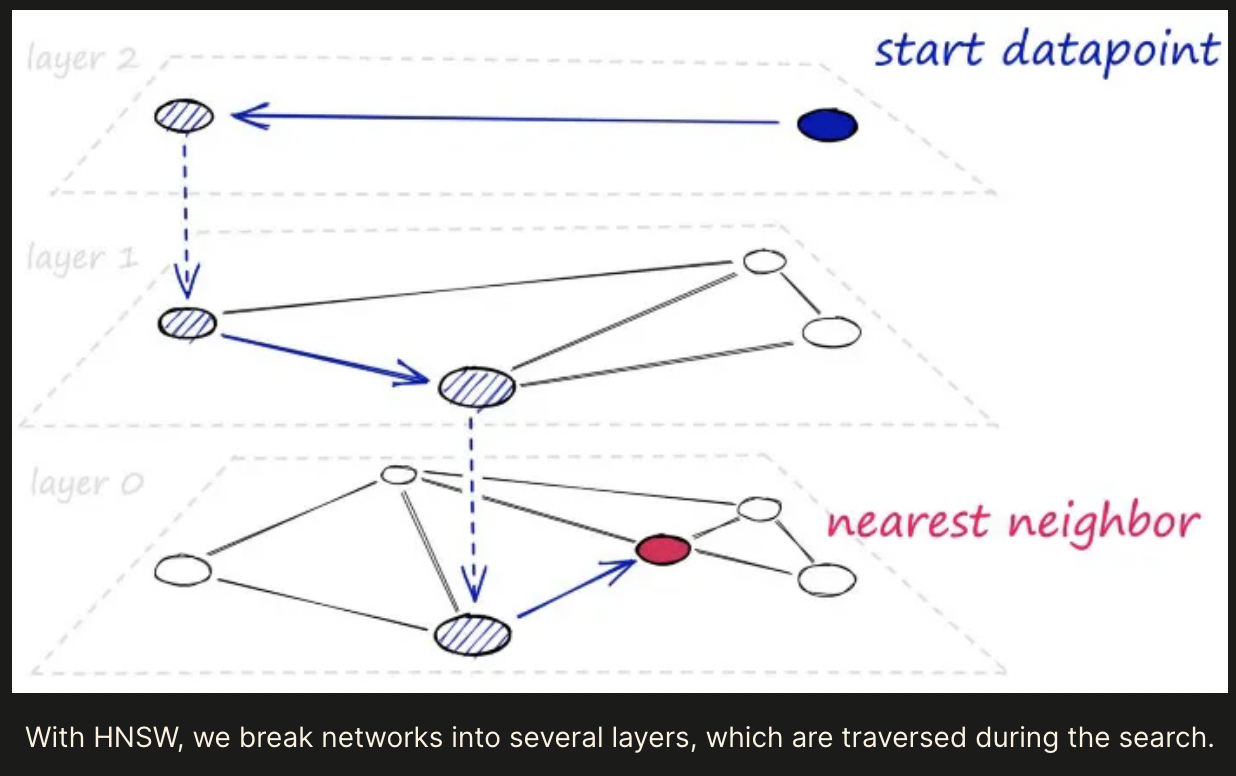 layer 2
start datapoint
layer 1
layer 0
nearest neighbor
With HNSW, we break networks into several layers, which are traversed during the search.